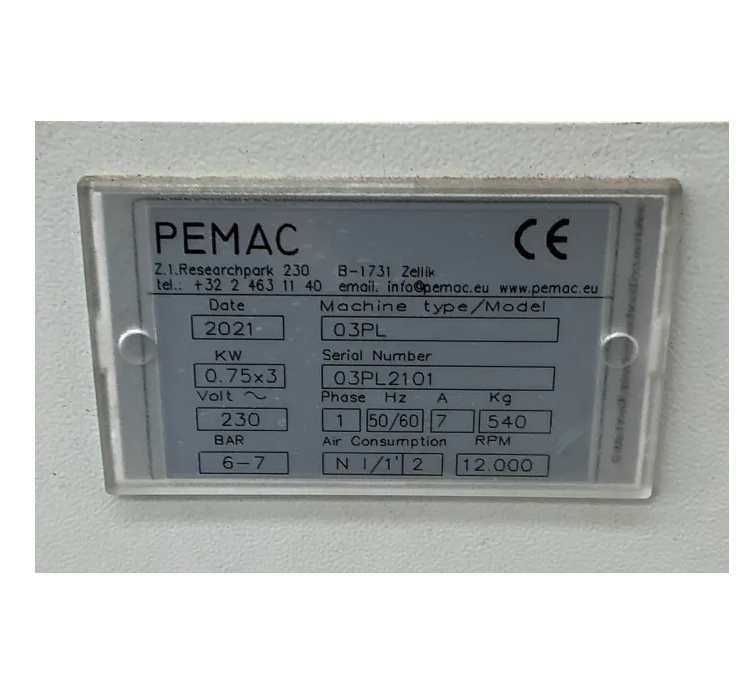 PEMAC CE
Z.1.Researchpark 230 B-1731 Zellik
tel.: +32 2 463 11 40 email. info@pemac.eu www.pemac.eu
Date Machine type/Model
2021 03PL
KW Serial Number
0.75x3 03PL2101
Volt ~ Phase Hz A Kg
230 1 50/60 7 540
BAR Air Consumption RPM
6-7 N l/1' 2 12.000